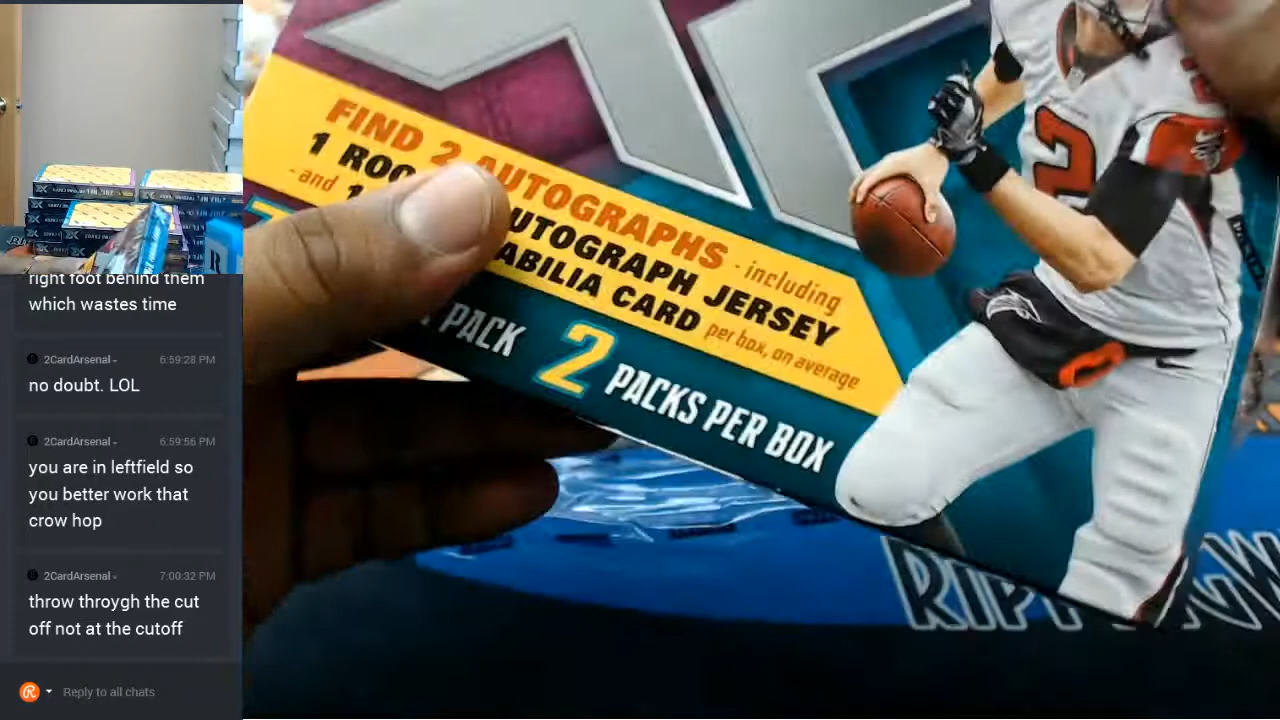 right foot behind them
which wastes time
2CardArsenal 6:59:28 PM
no doubt. LOL
2CardArsenal 6:59:56 PM
you are in leftfield so
you better work that
crow hop
2CardArsenal 7:00:32 PM
throw throygh the cut
off not at the cutoff
Reply to all chats
FIND 2 AUTOGRAPHS - including
1 ROO UTOGRAPH JERSEY
- and 1 ABILIA CARD per box, on average
PACK 2 PACKS PER BOX
2
RIPPINGW